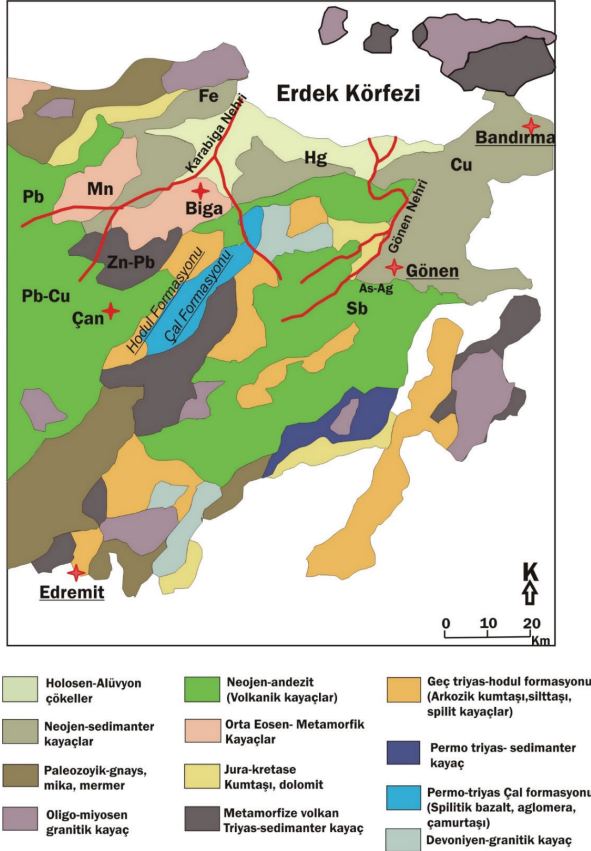 Erdek Körfezi
Fe
Karabiga Nehri
Bandırma
Hg
Cu
Pb
Mn
Biga
Gönen Nehri
Zn-Pb
Gönen
Pb-Cu
Hodul Formasyonu
Çal Formasyonu
As-Ag
Çan
Sb
Edremit
K
0 10 20
Km
Holosen-Alüvyon
çökeller
Neojen-sedimanter
kayaçlar
Paleozoyik-gnays,
mika, mermer
Oligo-miyosen
granitik kayaç
Neojen-andezit
(Volkanik kayaçlar)
Orta Eosen- Metamorfik
Kayaçlar
Jura-kretase
Kumtaşı, dolomit
Metamorfize volkan
Triyas-sedimanter kayaç
Geç triyas-hodul formasyonu
(Arkozik kumtaşı,silttaşı,
spilit kayaçlar)
Permo triyas- sedimanter
kayaç
Permo-triyas Çal formasyonu
(Spilitik bazalt, aglomera,
çamurtaşı)
Devoniyen-granitik kayaç